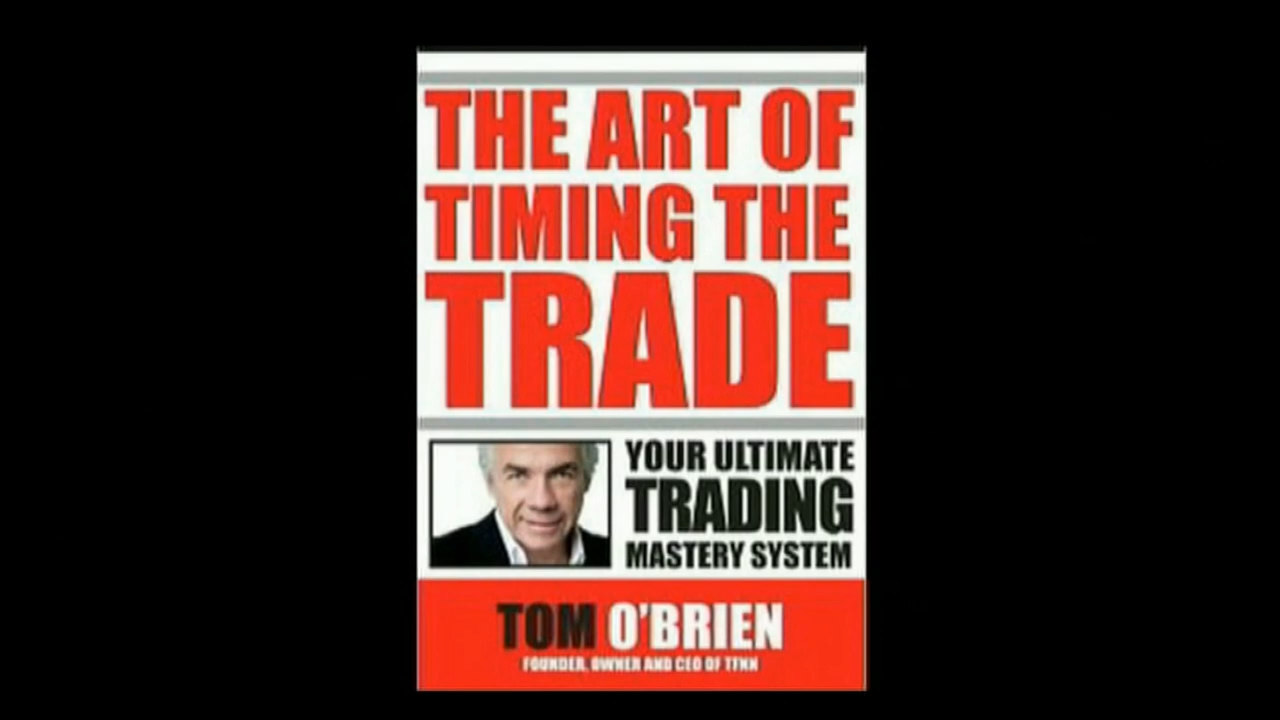 THE ART OF
TIMING THE
TRADE
YOUR ULTIMATE
TRADING
MASTERY SYSTEM
TOM O'BRIEN
FOUNDER, OWNER AND CEO OF TFNN